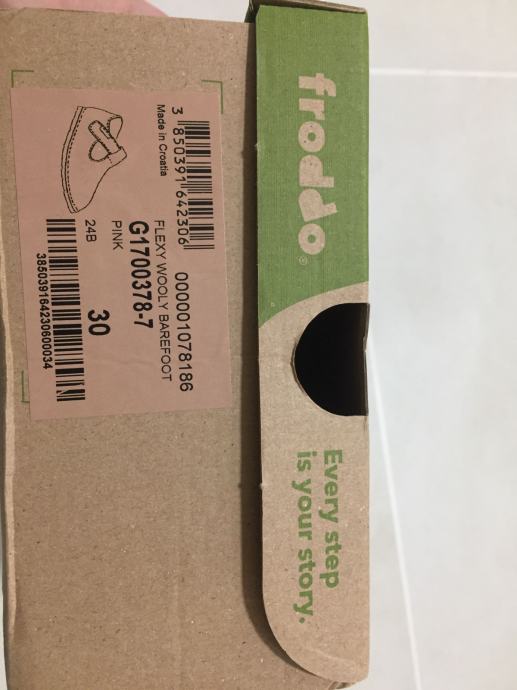 froddo®
Every step
is your story.
3 850391 642306
Made in Croatia
000001078186
FLEXY WOOLY BAREFOOT
G1700378-7
PINK
24B
30
385039164230600034